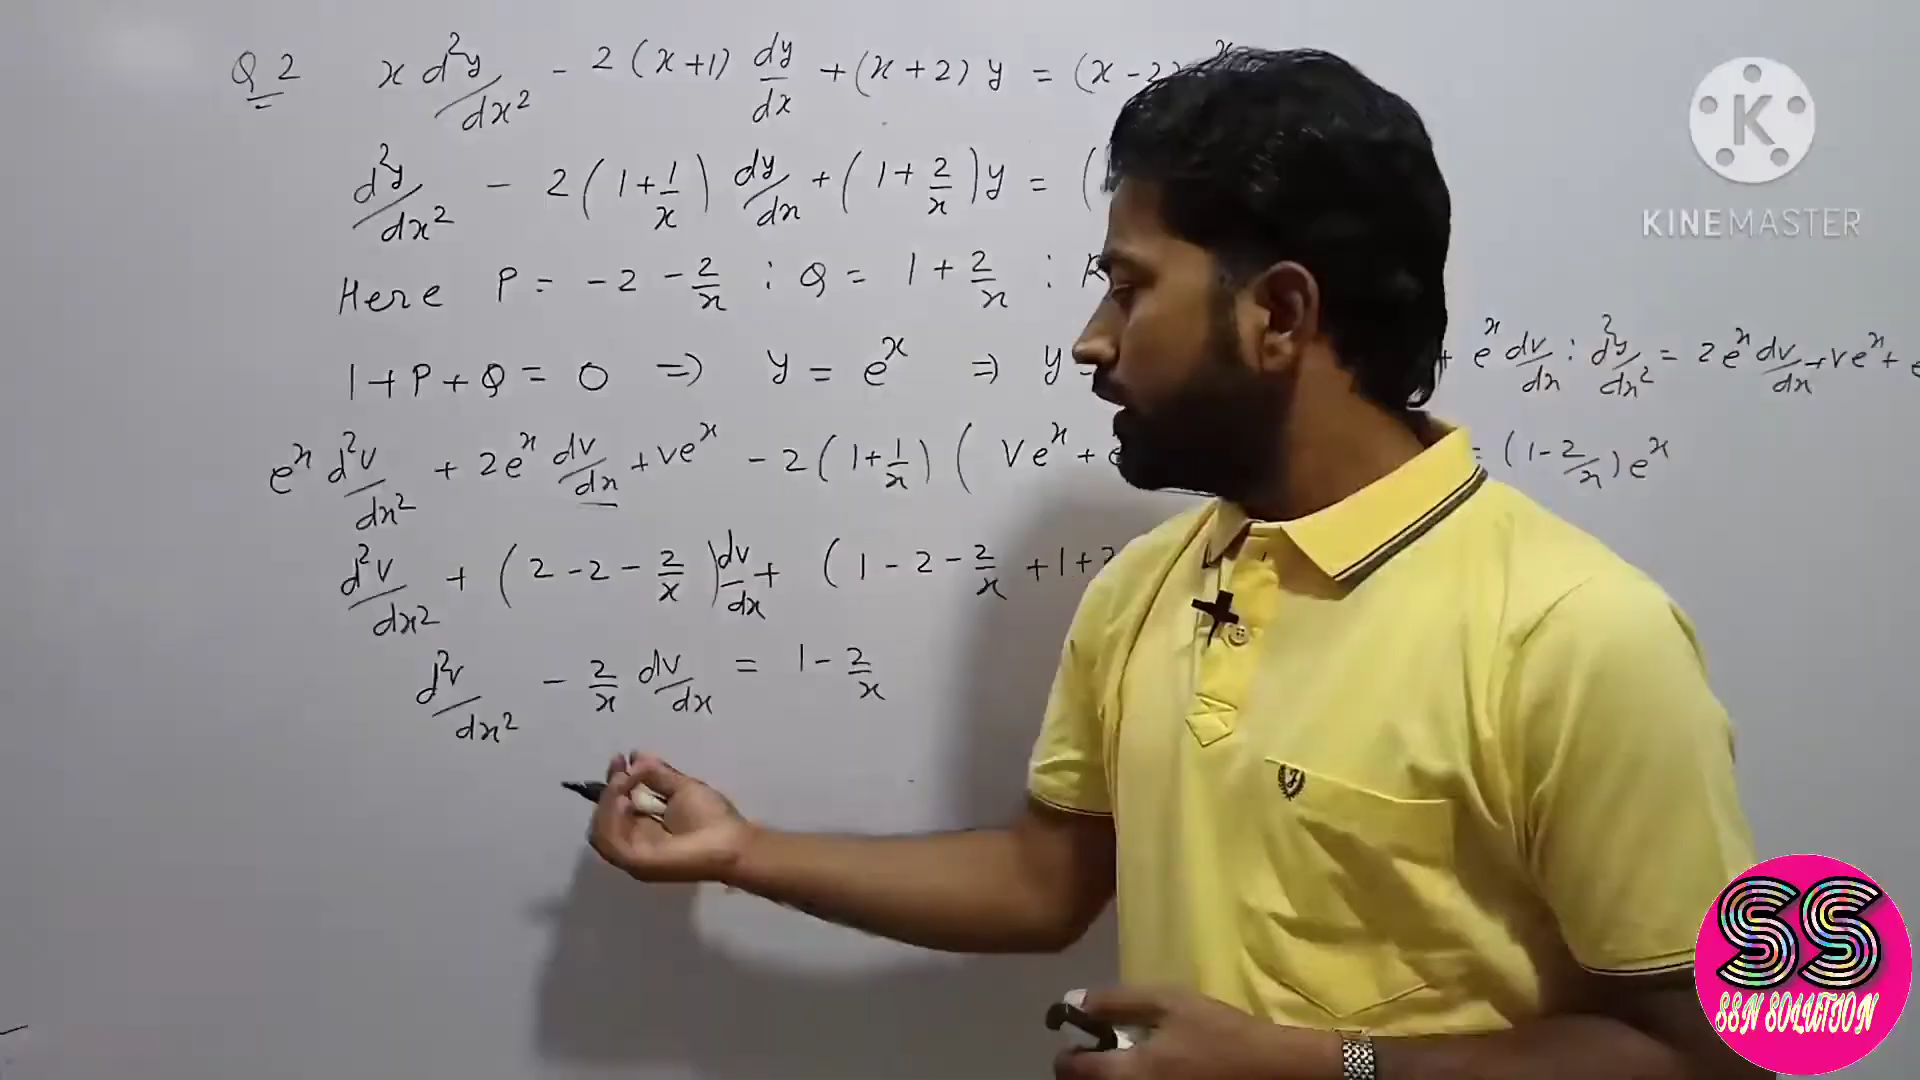 Q 2 x d²y/dx² - 2 (x+1) dy/dx + (x+2) y = (x-2
d²y/dx² - 2 (1+1/x) dy/dx + (1+2/x) y = (
Here P = -2 - 2/x : Q = 1 + 2/x :
1+P+Q = 0 => y = e^x => y = e^x dv/dx : d²y/dx² = 2e^x dv/dx + ve^x +
e^x d²v/dx² + 2e^x dv/dx + ve^x - 2 (1+1/x) ( Ve^x + = (1-2/x) e^x
d²v/dx² + (2-2-2/x) dv/dx + (1-2-2/x +1+2
d²v/dx² - 2/x dv/dx = 1 - 2/x
K
KINEMASTER
SS
SSN SOLUTION